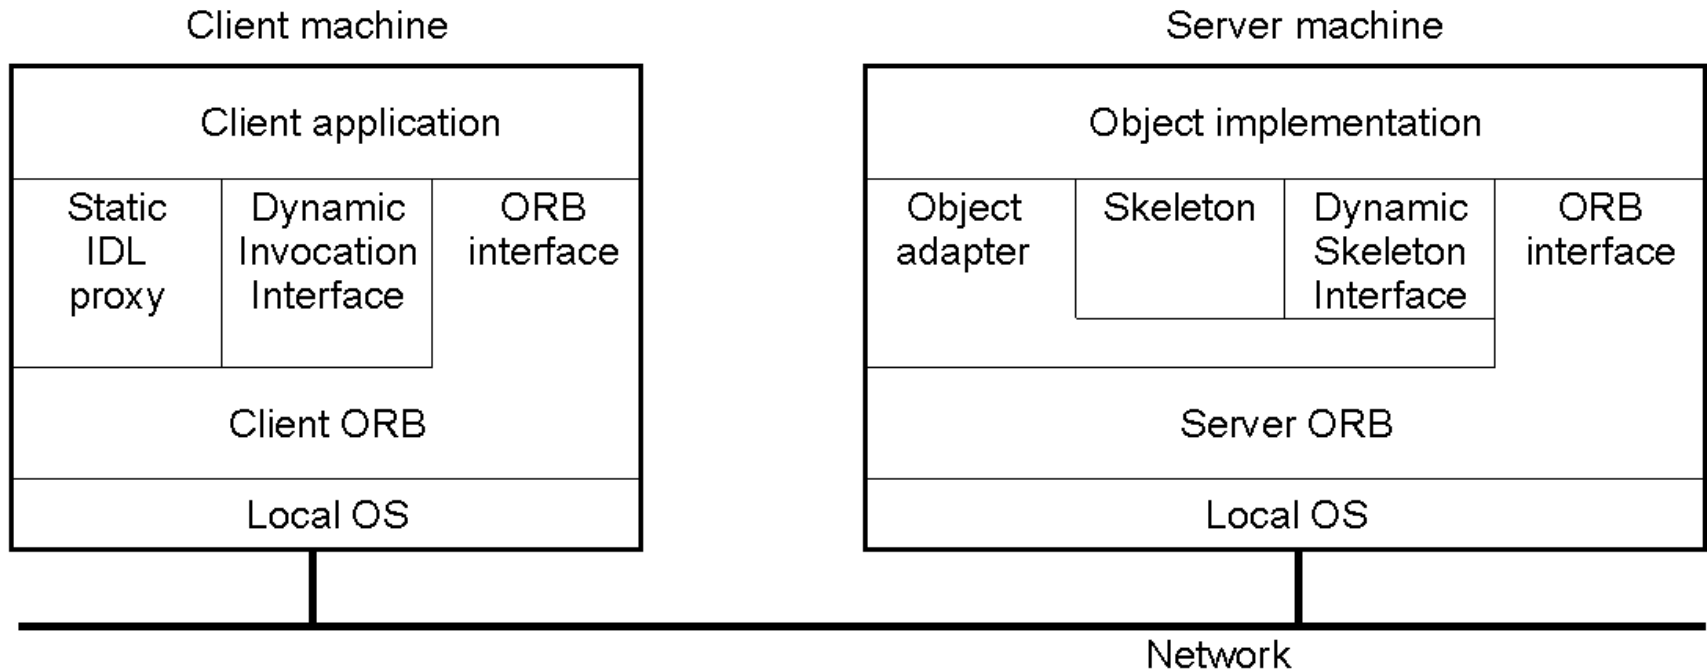 Client machine
Server machine
Client application
Object implementation
Static
IDL
proxy
Dynamic
Invocation
Interface
ORB
interface
Object
adapter
Skeleton
Dynamic
Skeleton
Interface
ORB
interface
Client ORB
Server ORB
Local OS
Local OS
Network